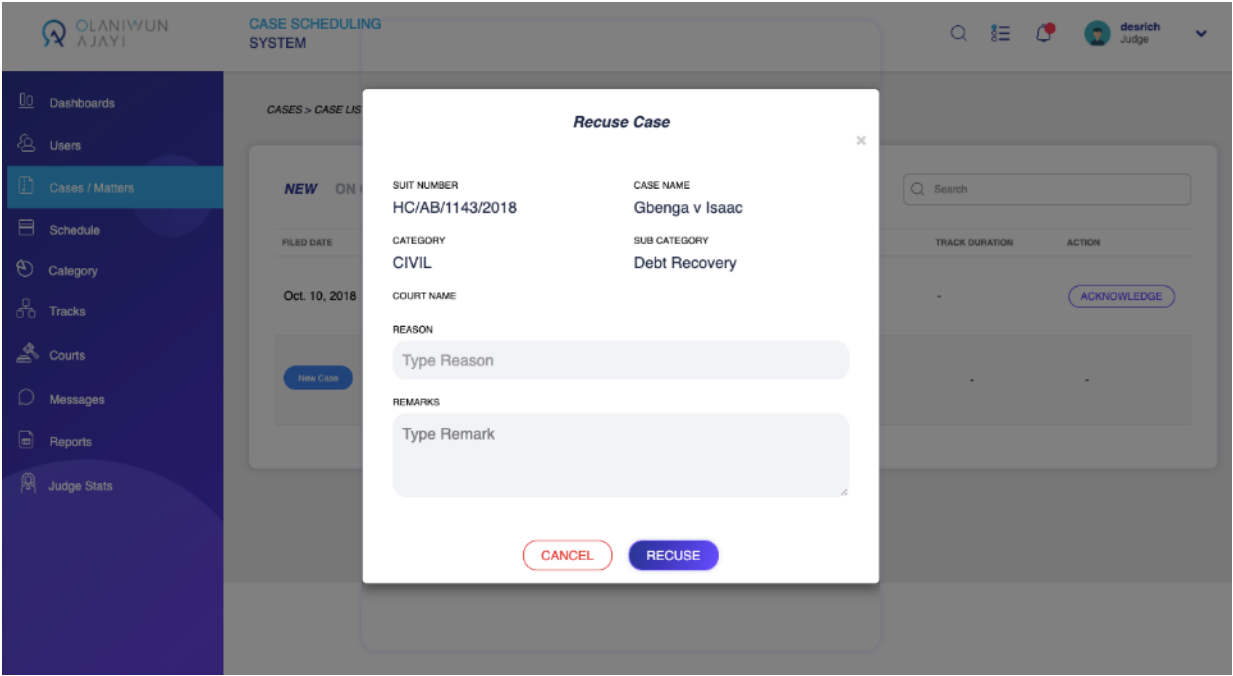 OLANIWUN
AJAYI
CASE SCHEDULING
SYSTEM
desrich
Judge
Dashboards
Users
Cases / Matters
Schedule
Category
Tracks
Courts
Messages
Reports
Judge Stats
CASES > CASE LIS
NEW ON
Search
FILED DATE
TRACK DURATION
ACTION
Oct. 10, 2018
-
ACKNOWLEDGE
New Case
-
-
Recuse Case
×
SUIT NUMBER
CASE NAME
HC/AB/1143/2018
Gbenga v Isaac
CATEGORY
SUB CATEGORY
CIVIL
Debt Recovery
COURT NAME
REASON
Type Reason
REMARKS
Type Remark
CANCEL
RECUSE